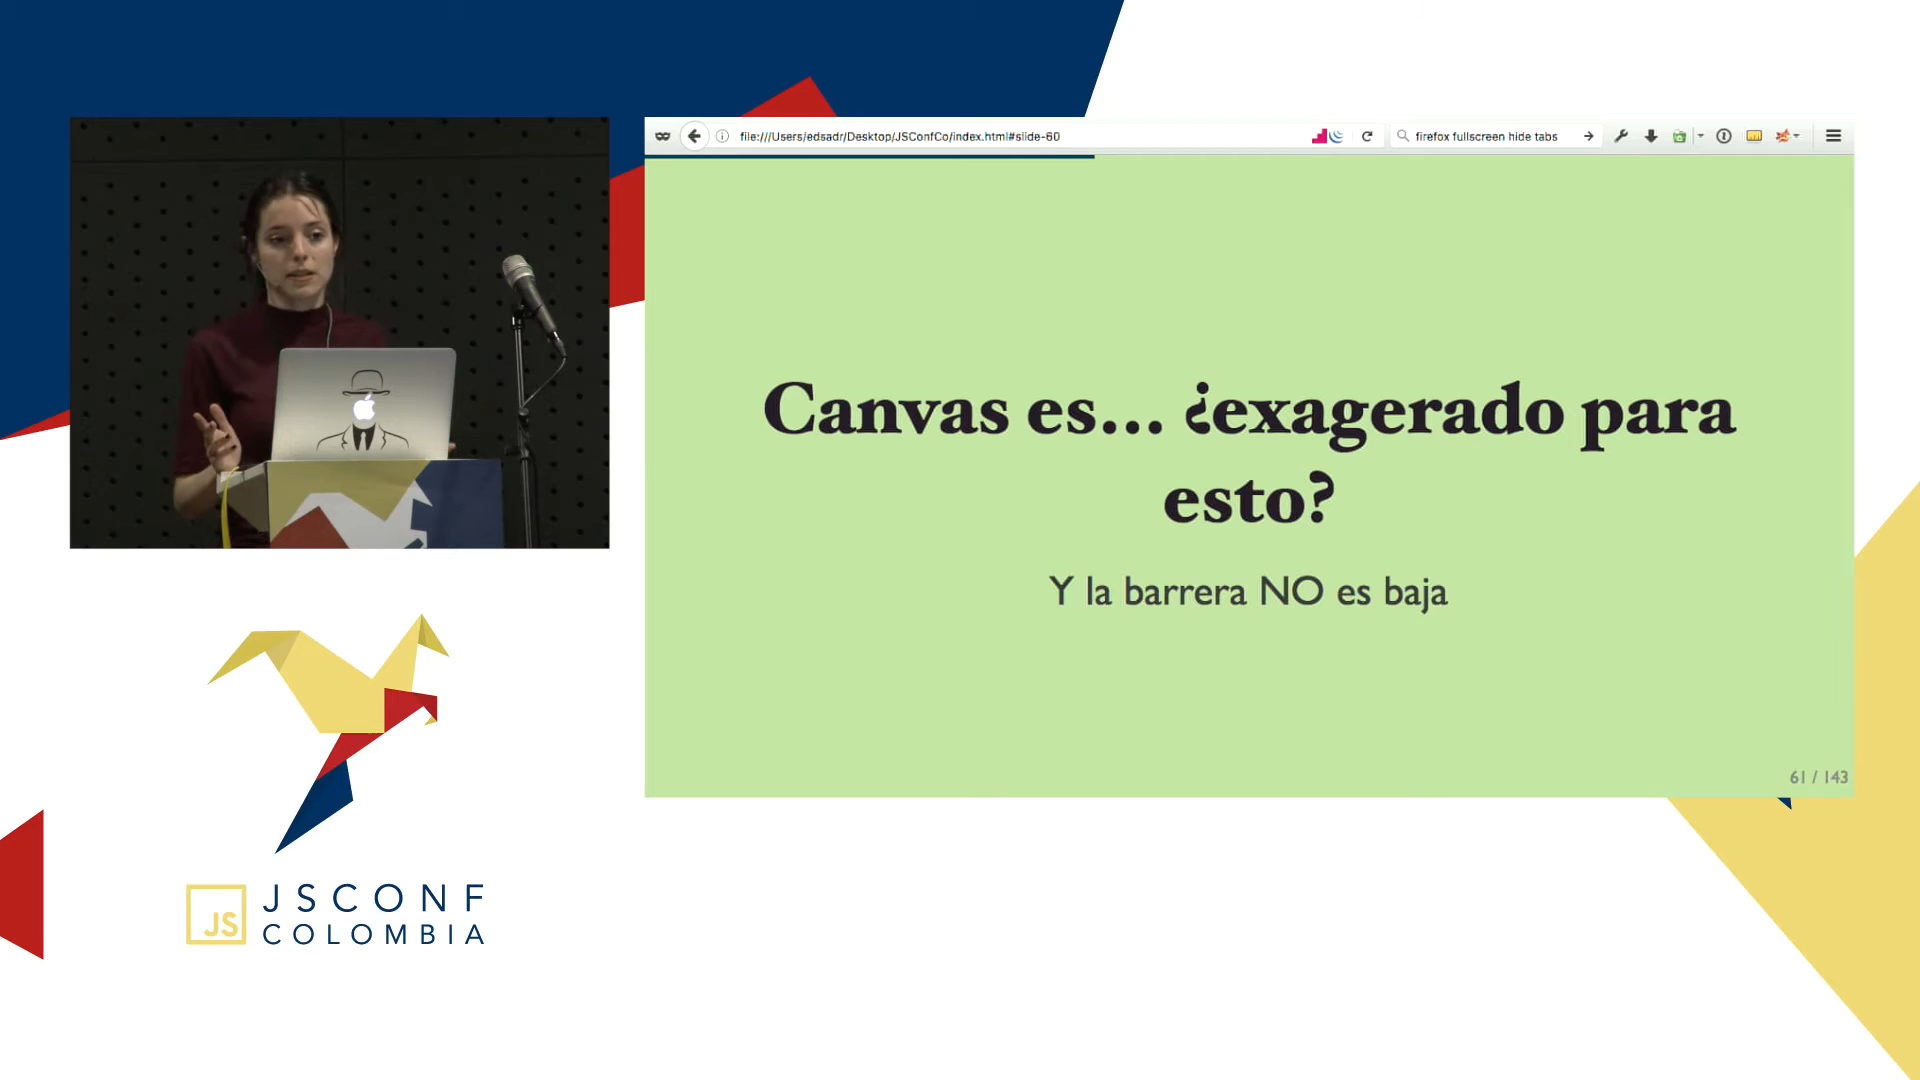 file:///Users/edsadr/Desktop/JSConfCo/index.html#slide-60
firefox fullscreen hide tabs
Canvas es... ¿exagerado para
esto?
Y la barrera NO es baja
61 / 143
JS
JSCONF
COLOMBIA